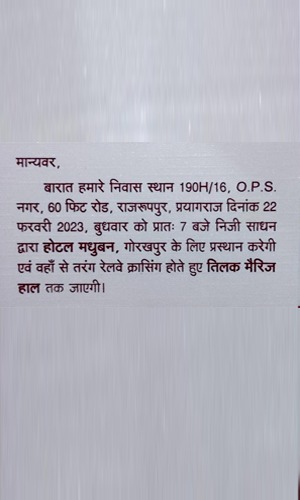 मान्यवर,
बारात हमारे निवास स्थान 190H/16, O.P.S.
नगर, 60 फिट रोड, राजरूपपुर, प्रयागराज दिनांक 22
फरवरी 2023, बुधवार को प्रातः 7 बजे निजी साधन
द्वारा होटल मधुबन, गोरखपुर के लिए प्रस्थान करेगी
एवं वहाँ से तरंग रेलवे क्रासिंग होते हुए तिलक मैरिज
हाल तक जाएगी।